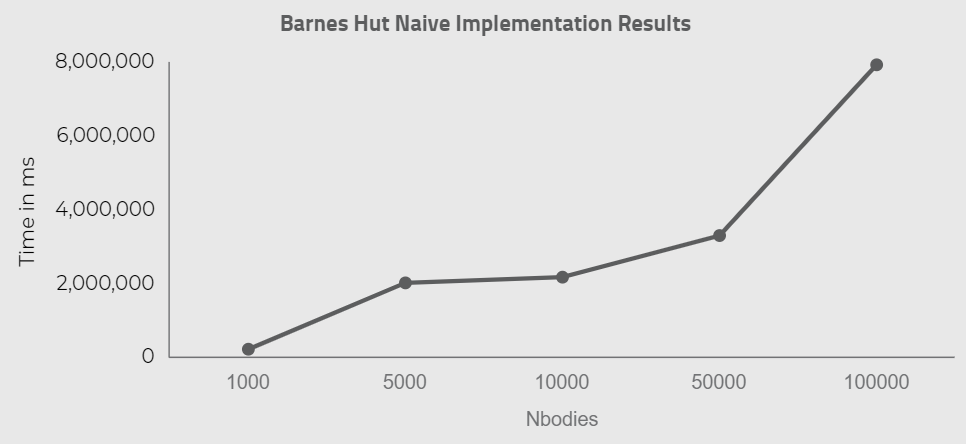 Barnes Hut Naive Implementation Results
8,000,000
6,000,000
4,000,000
2,000,000
0
Time in ms
1000 5000 10000 50000 100000
Nbodies